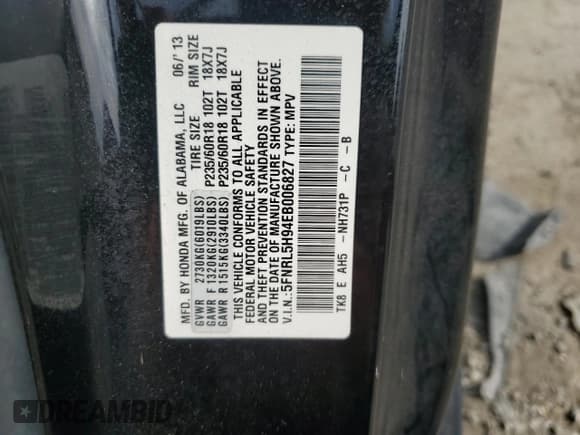 MFD. BY HONDA MFG. OF ALABAMA, LLC 06/'13
TIRE SIZE RIM SIZE
GVWR 2730KG(6019LBS)
GAWR F 1320KG(2910LBS) P235/60R18 102T 18X7J
GAWR R 1515KG(3340LBS) P235/60R18 102T 18X7J
THIS VEHICLE CONFORMS TO ALL APPLICABLE
FEDERAL MOTOR VEHICLE SAFETY
AND THEFT PREVENTION STANDARDS IN EFFECT
ON THE DATE OF MANUFACTURE SHOWN ABOVE.
V.I.N.: 5FNRL5H94EB006827 TYPE: MPV
TK8 E AH5 -NH731P -C -B
DREAMBID